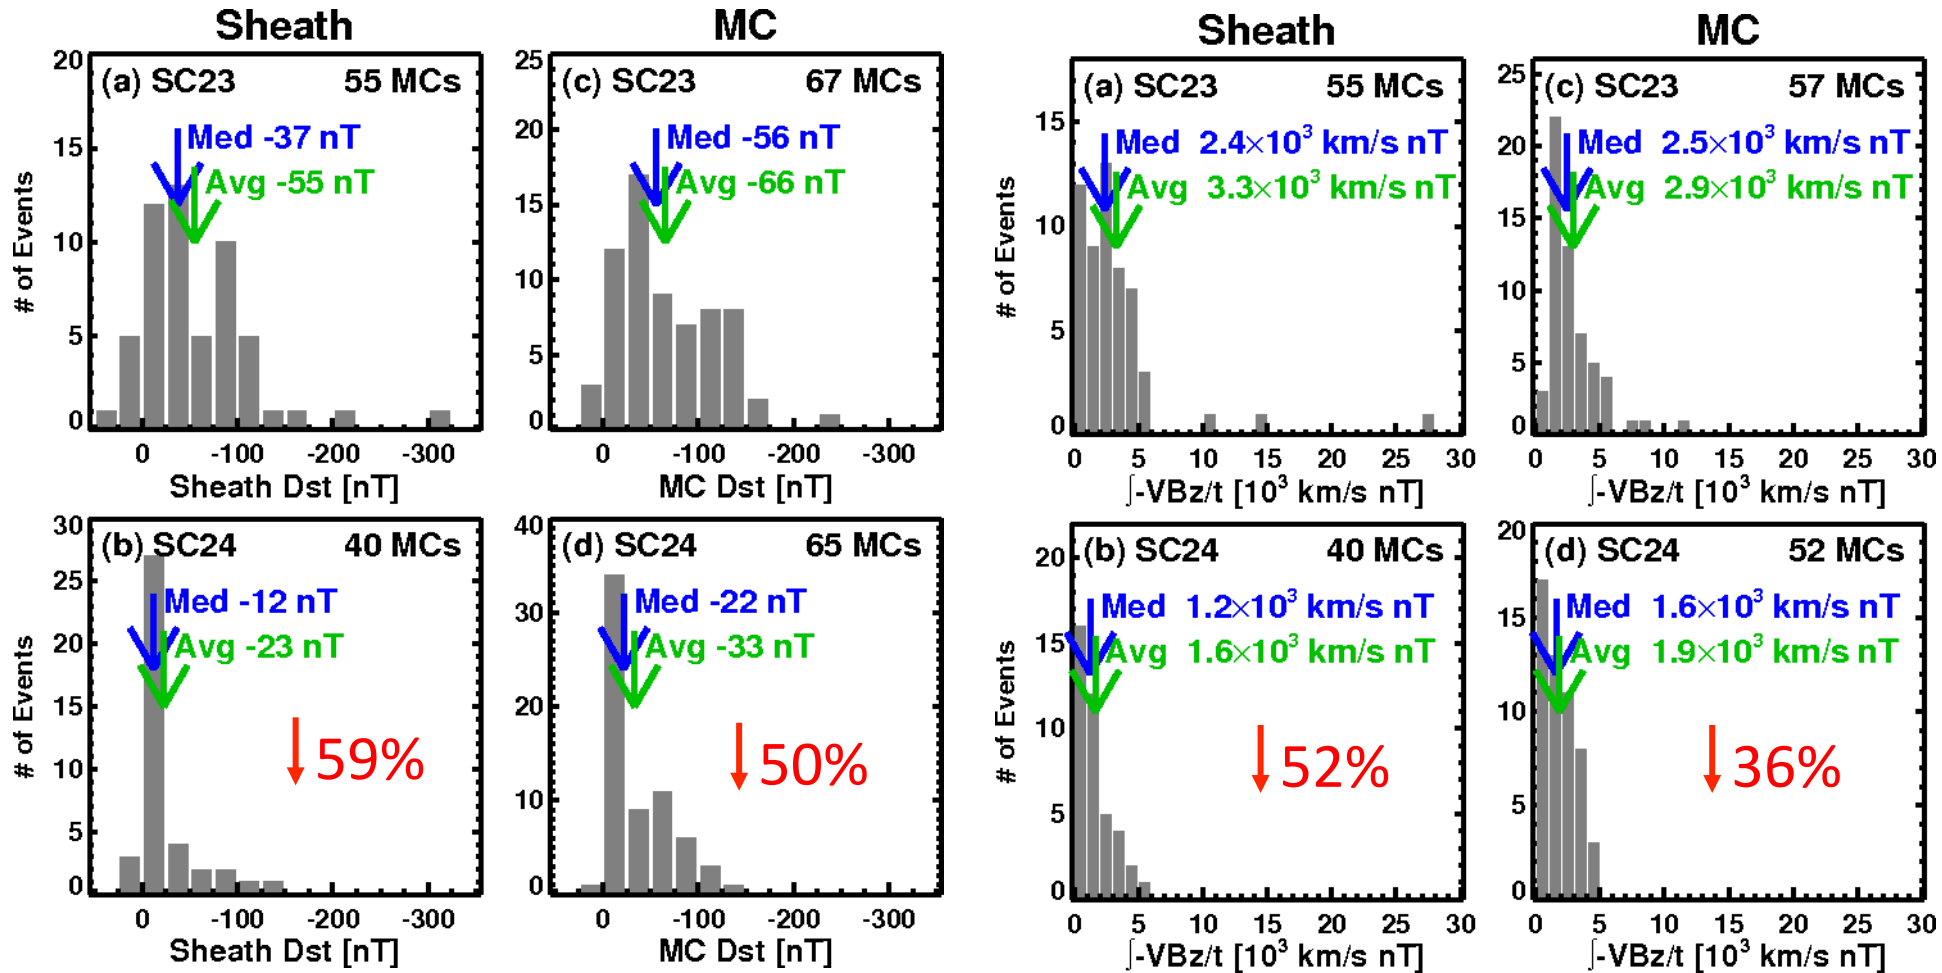 Sheath
MC
Sheath
MC
(a) SC23 55 MCs
Med -37 nT
Avg -55 nT
# of Events
20
15
10
5
0
0 -100 -200 -300
Sheath Dst [nT]
(c) SC23 67 MCs
Med -56 nT
Avg -66 nT
25
20
15
10
5
0
0 -100 -200 -300
MC Dst [nT]
(a) SC23 55 MCs
Med 2.4×10³ km/s nT
Avg 3.3×10³ km/s nT
# of Events
15
10
5
0
0 5 10 15 20 25 30
∫-VBz/t [10³ km/s nT]
(c) SC23 57 MCs
Med 2.5×10³ km/s nT
Avg 2.9×10³ km/s nT
25
20
15
10
5
0
0 5 10 15 20 25 30
∫-VBz/t [10³ km/s nT]
(b) SC24 40 MCs
Med -12 nT
Avg -23 nT
59%
# of Events
30
25
20
15
10
5
0
0 -100 -200 -300
Sheath Dst [nT]
(d) SC24 65 MCs
Med -22 nT
Avg -33 nT
50%
40
30
20
10
0
0 -100 -200 -300
MC Dst [nT]
(b) SC24 40 MCs
Med 1.2×10³ km/s nT
Avg 1.6×10³ km/s nT
52%
# of Events
20
15
10
5
0
0 5 10 15 20 25 30
∫-VBz/t [10³ km/s nT]
(d) SC24 52 MCs
Med 1.6×10³ km/s nT
Avg 1.9×10³ km/s nT
36%
20
15
10
5
0
0 5 10 15 20 25 30
∫-VBz/t [10³ km/s nT]